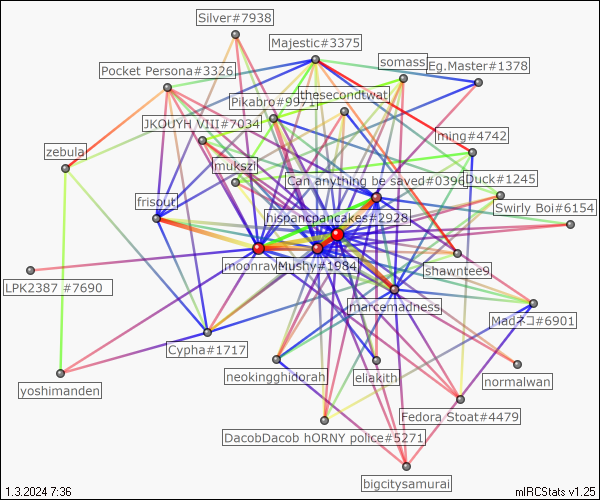 Silver#7938
Majestic#3375
somass
Eg.Master#1378
Pocket Persona#3326
thesecondtwat
Pikabro#9971
JKOUYH VIII#7034
ming#4742
zebula
mukszi
Can anything be saved#0396
Duck#1245
frisout
hispancpancakes#2928
Swirly Boi#6154
moonrav
Mushy#1984
shawntee9
LPK2387 #7690
marcemadness
Madネコ#6901
Cypha#1717
neokingghidorah
eliakith
normalwan
yoshimanden
Fedora Stoat#4479
DacobDacob hORNY police#5271
bigcitysamurai
1.3.2024 7:36
mIRCStats v1.25